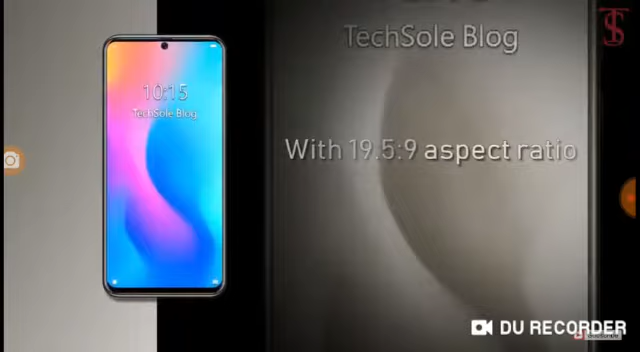 TechSole Blog
10:15
TechSole Blog
With 19.5:9 aspect ratio
DU RECORDER